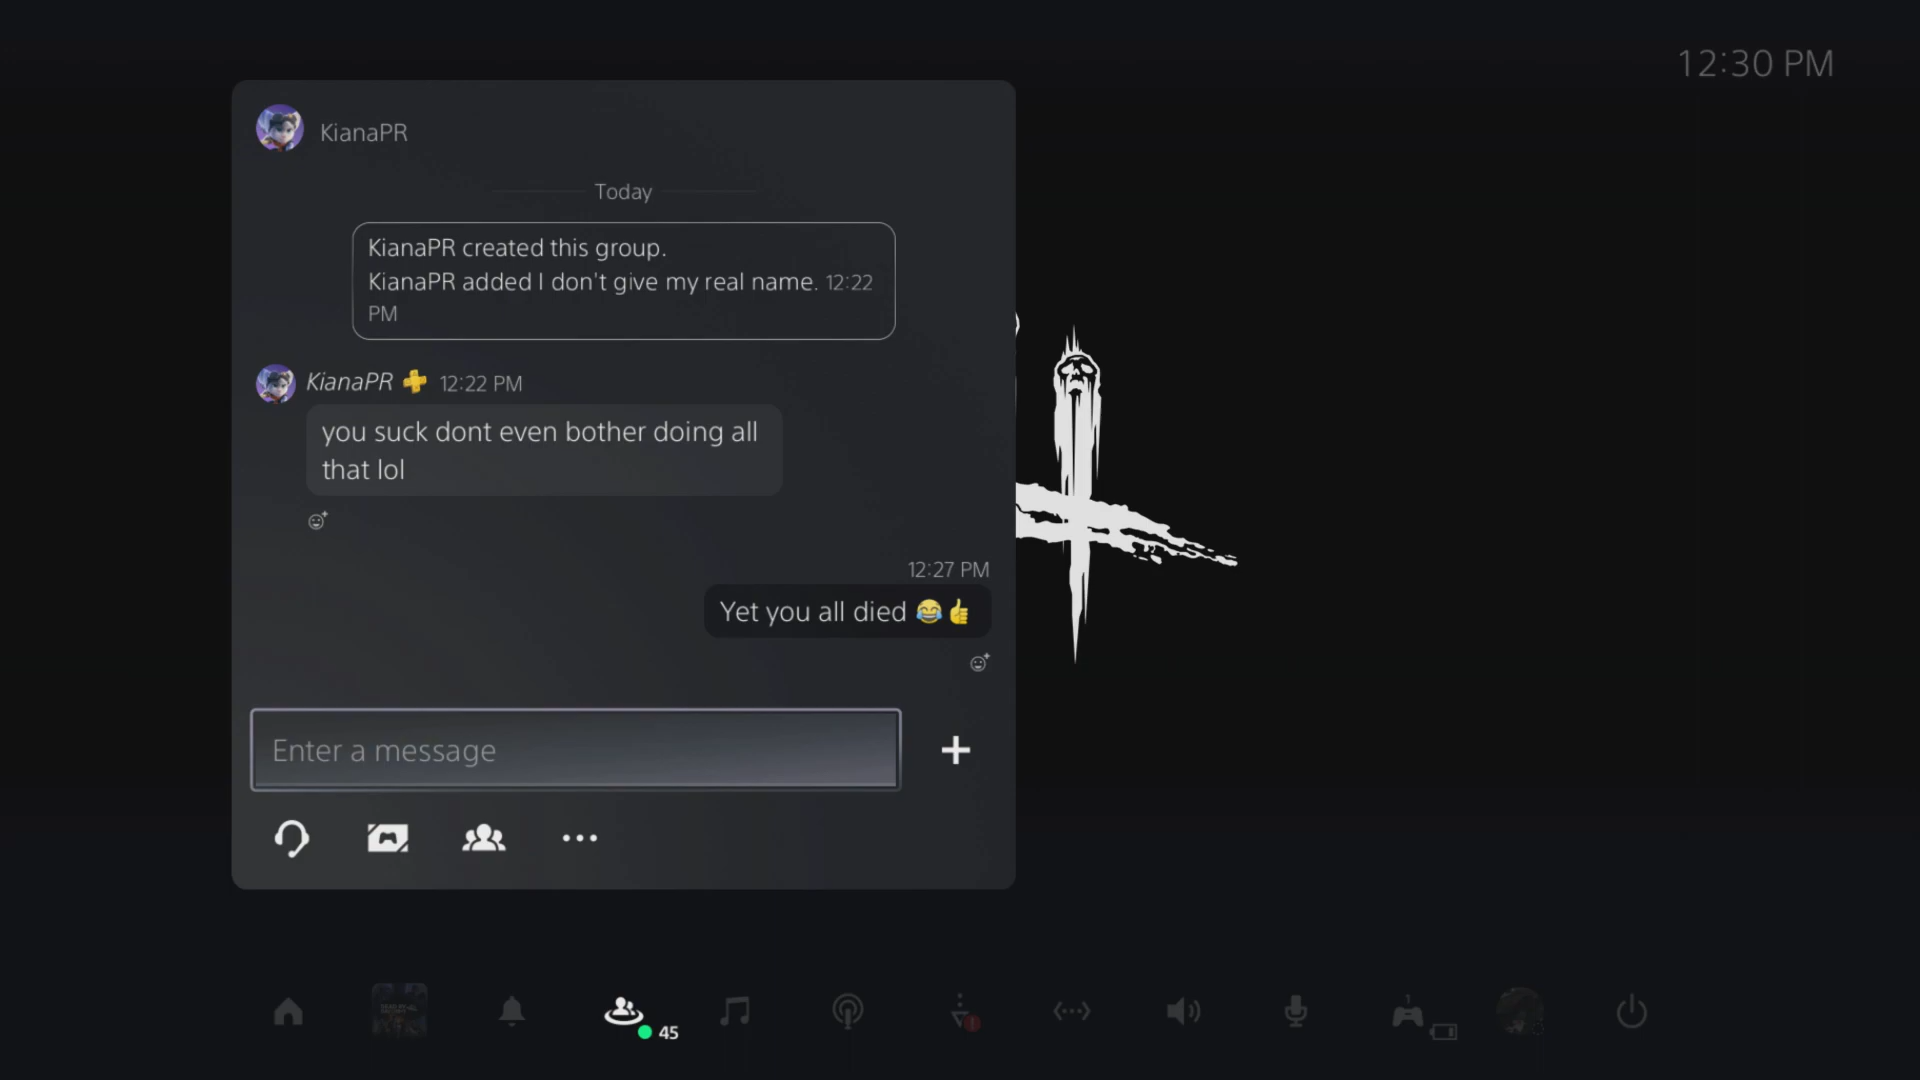 12:30 PM
KianaPR
Today
KianaPR created this group.
KianaPR added I don't give my real name. 12:22
PM
KianaPR 12:22 PM
you suck dont even bother doing all
that lol
12:27 PM
Yet you all died 😂👍
Enter a message
45
1